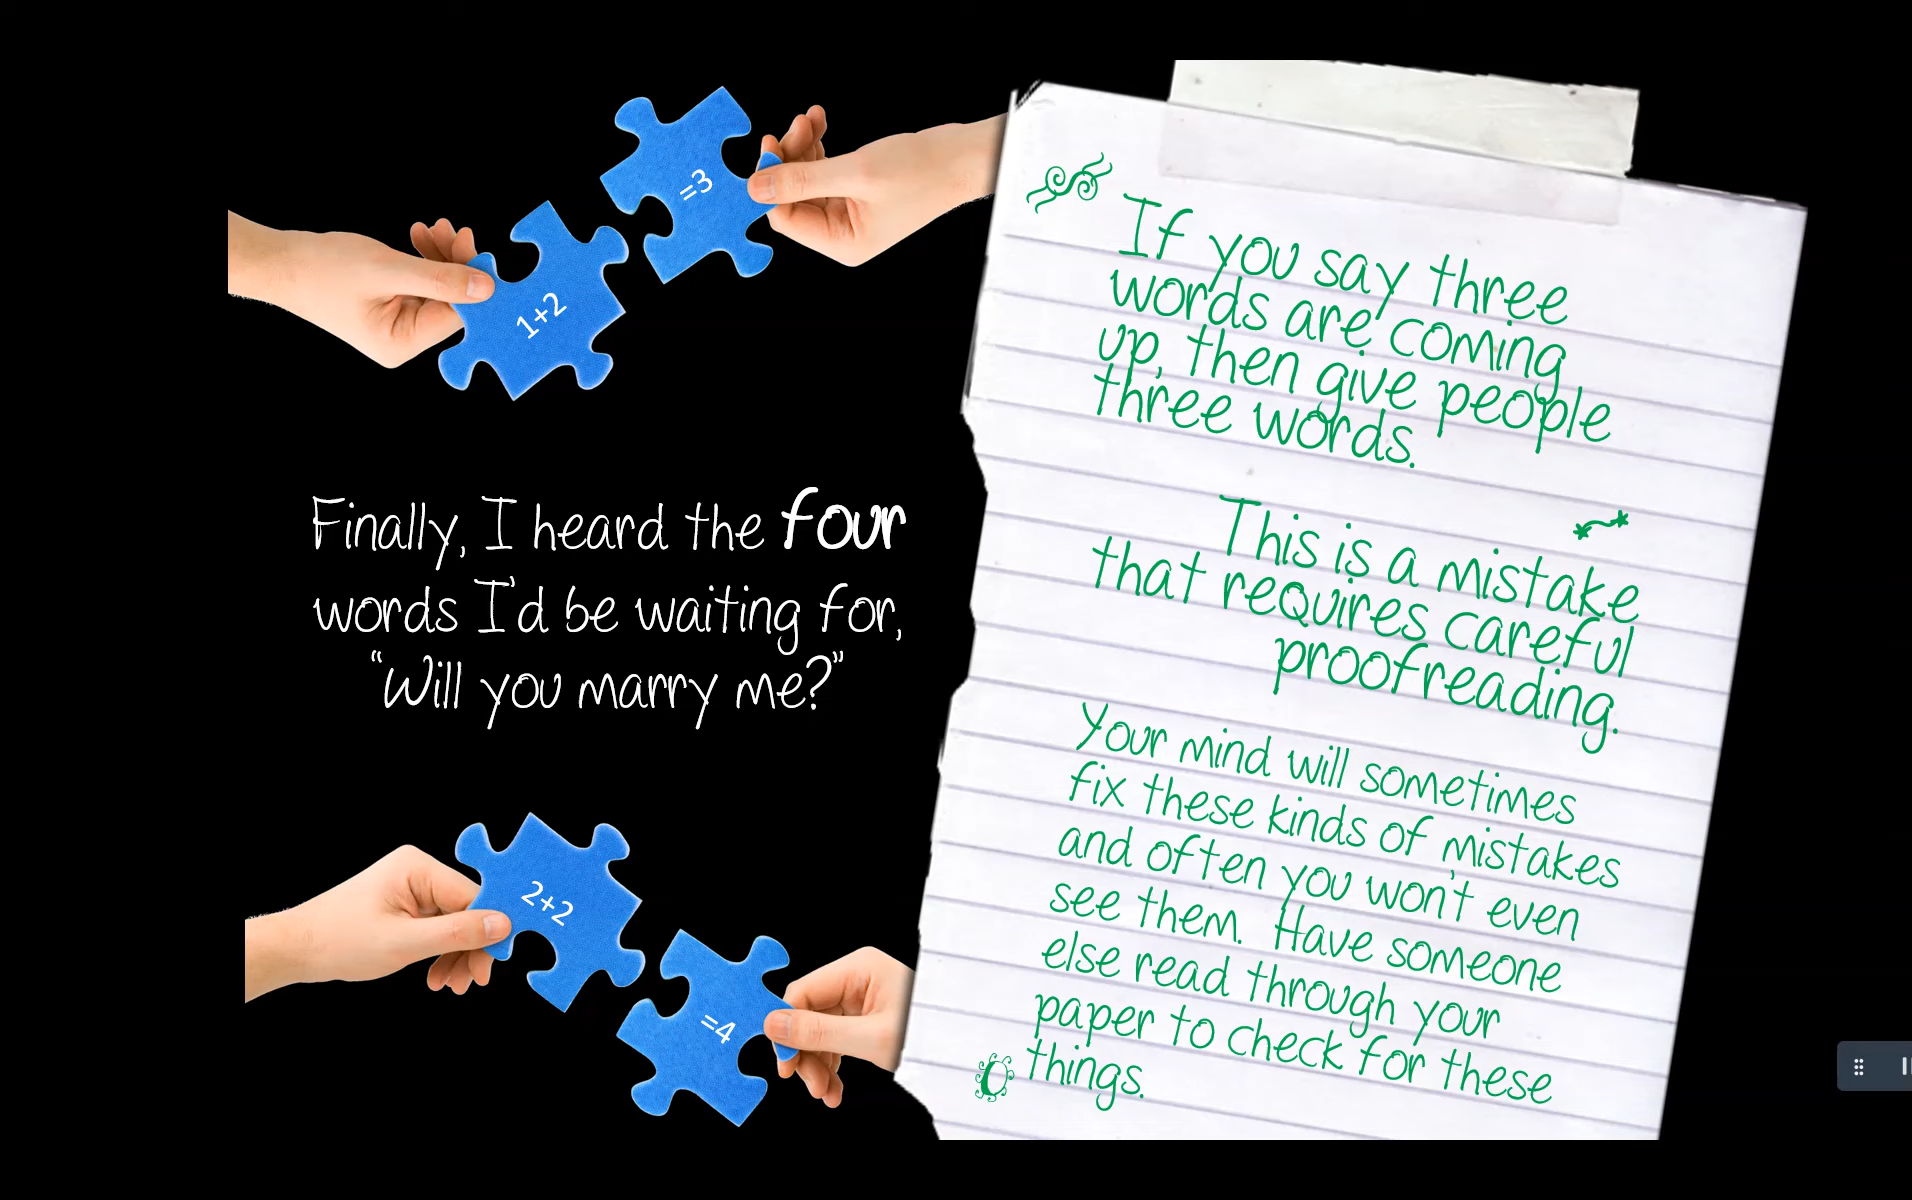 =3
1+2
Finally, I heard the four
words I'd be waiting for,
"Will you marry me?"
2+2
=4
If you say three
words are coming
up, then give people
three words.
This is a mistake
that requires careful
proofreading.
Your mind will sometimes
fix these kinds of mistakes
and often you won't even
see them. Have someone
else read through your
paper to check for these
things.